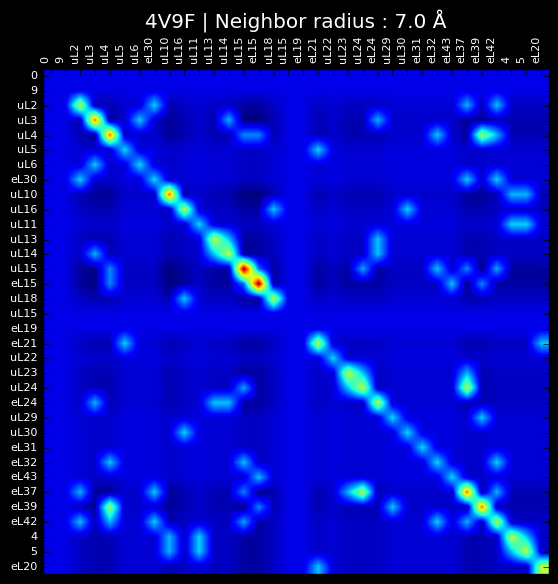 4V9F | Neighbor radius : 7.0 Å
0 9 uL2 uL3 uL4 uL5 uL6 eL30 uL10 uL16 uL11 uL13 uL14 uL15 eL15 uL18 uL15 eL19 eL21 uL22 uL23 uL24 eL24 uL29 uL30 eL31 eL32 eL43 eL37 eL39 eL42 4 5 eL20
0
9
uL2
uL3
uL4
uL5
uL6
eL30
uL10
uL16
uL11
uL13
uL14
uL15
eL15
uL18
uL15
eL19
eL21
uL22
uL23
uL24
eL24
uL29
uL30
eL31
eL32
eL43
eL37
eL39
eL42
4
5
eL20